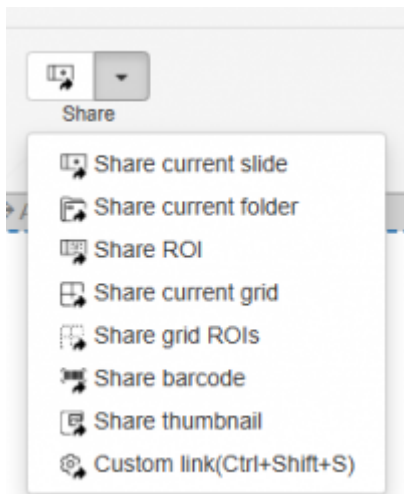 Share
Share current slide
Share current folder
Share ROI
Share current grid
Share grid ROIs
Share barcode
Share thumbnail
Custom link(Ctrl+Shift+S)